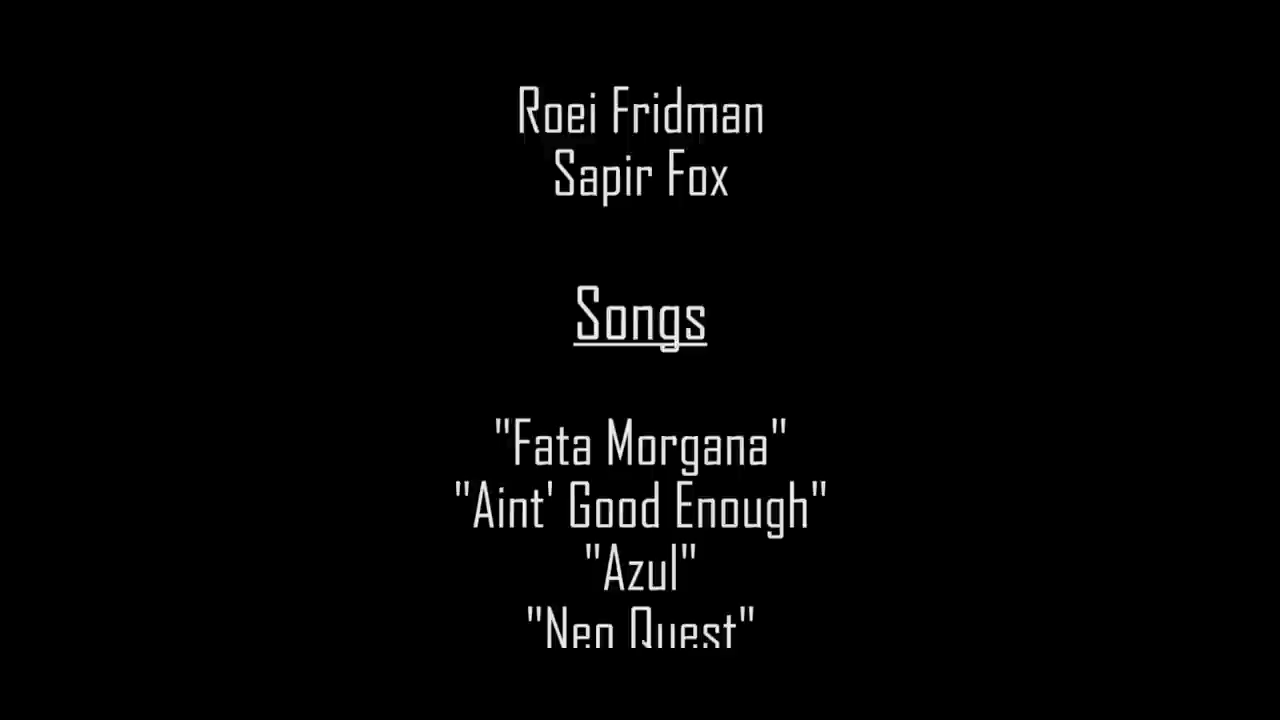 Roei Fridman
Sapir Fox
Songs
"Fata Morgana"
"Aint' Good Enough"
"Azul"
"Neo Quest"